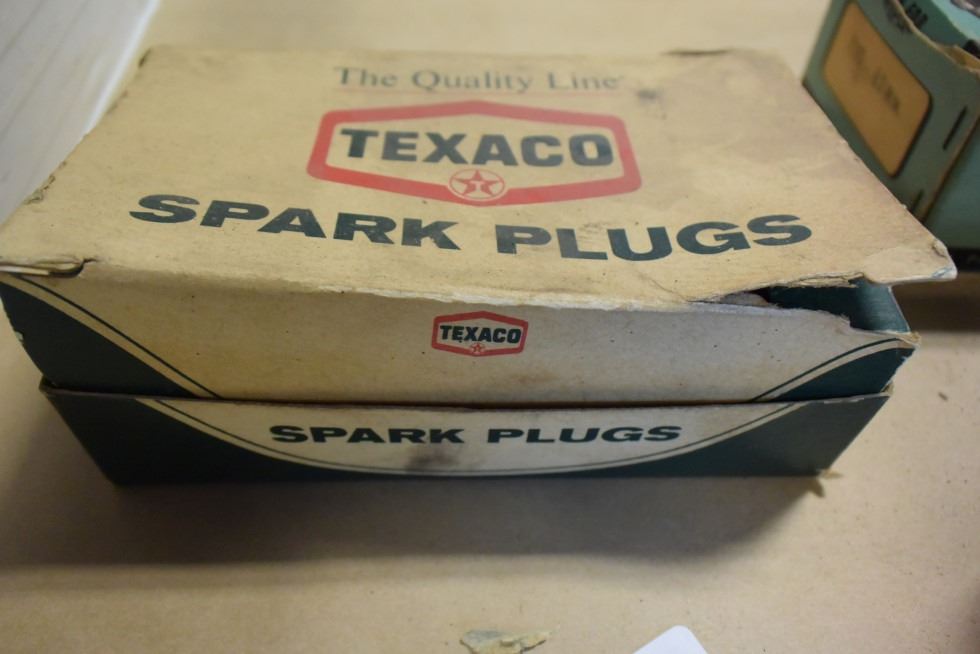 The Quality Line
TEXACO
T
SPARK PLUGS
TEXACO
SPARK PLUGS